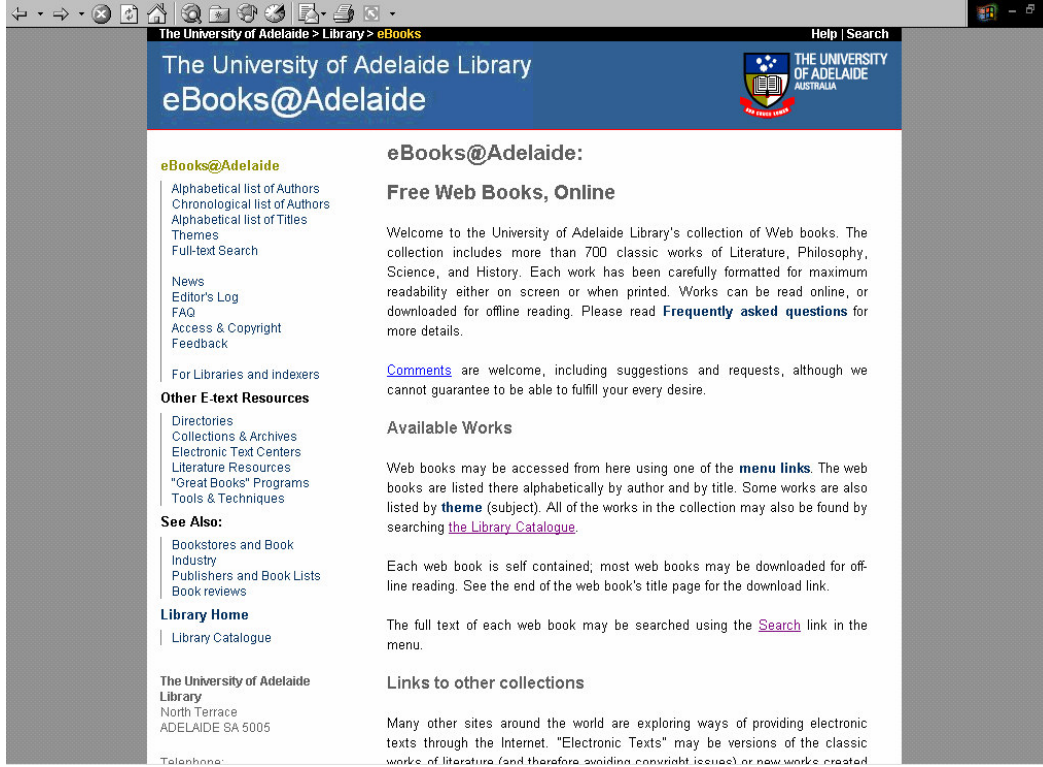 The University of Adelaide > Library > eBooks
Help | Search
The University of Adelaide Library
eBooks@Adelaide
THE UNIVERSITY
OF ADELAIDE
AUSTRALIA
eBooks@Adelaide
Alphabetical list of Authors
Chronological list of Authors
Alphabetical list of Titles
Themes
Full-text Search
News
Editor's Log
FAQ
Access & Copyright
Feedback
For Libraries and indexers
Other E-text Resources
Directories
Collections & Archives
Electronic Text Centers
Literature Resources
"Great Books" Programs
Tools & Techniques
See Also:
Bookstores and Book
Industry
Publishers and Book Lists
Book reviews
Library Home
Library Catalogue
The University of Adelaide
Library
North Terrace
ADELAIDE SA 5005
Telephone:
eBooks@Adelaide:
Free Web Books, Online
Welcome to the University of Adelaide Library's collection of Web books. The
collection includes more than 700 classic works of Literature, Philosophy,
Science, and History. Each work has been carefully formatted for maximum
readability either on screen or when printed. Works can be read online, or
downloaded for offline reading. Please read Frequently asked questions for
more details.
Comments are welcome, including suggestions and requests, although we
cannot guarantee to be able to fulfill your every desire.
Available Works
Web books may be accessed from here using one of the menu links. The web
books are listed there alphabetically by author and by title. Some works are also
listed by theme (subject). All of the works in the collection may also be found by
searching the Library Catalogue.
Each web book is self contained; most web books may be downloaded for off-
line reading. See the end of the web book's title page for the download link.
The full text of each web book may be searched using the Search link in the
menu.
Links to other collections
Many other sites around the world are exploring ways of providing electronic
texts through the Internet. "Electronic Texts" may be versions of the classic
works of literature (and therefore avoiding copyright issues) or new works created